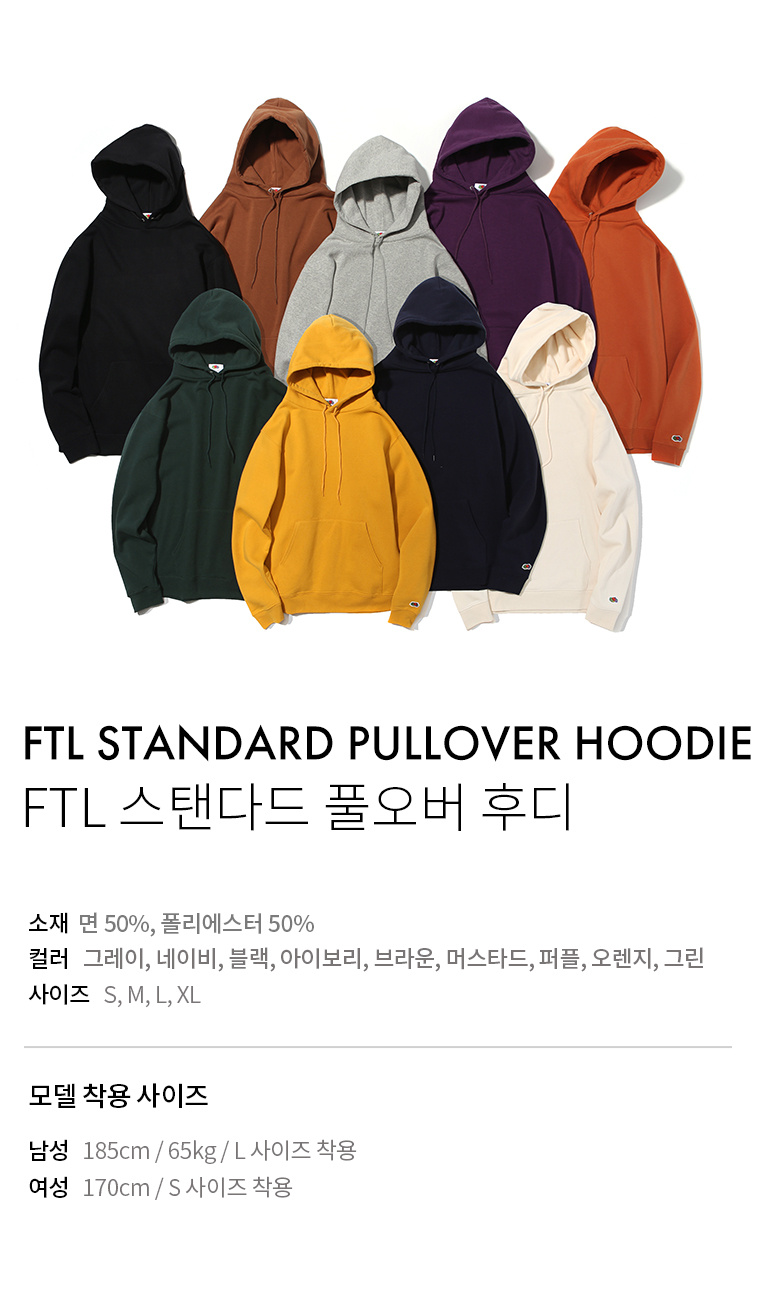 FTL STANDARD PULLOVER HOODIE
FTL 스탠다드 풀오버 후디
소재 면 50%, 폴리에스터 50%
컬러 그레이, 네이비, 블랙, 아이보리, 브라운, 머스타드, 퍼플, 오렌지, 그린
사이즈 S, M, L, XL
모델 착용 사이즈
남성 185cm / 65kg / L 사이즈 착용
여성 170cm / S 사이즈 착용